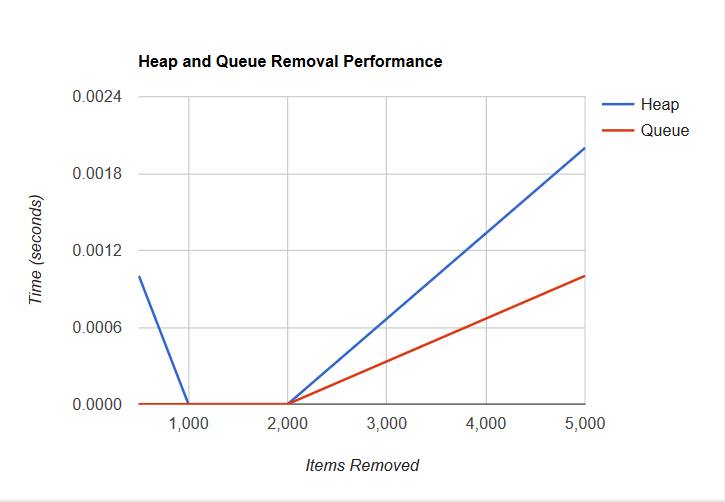 Heap and Queue Removal Performance
0.0024
0.0018
0.0012
0.0006
0.0000
Time (seconds)
1,000 2,000 3,000 4,000 5,000
Items Removed
Heap
Queue